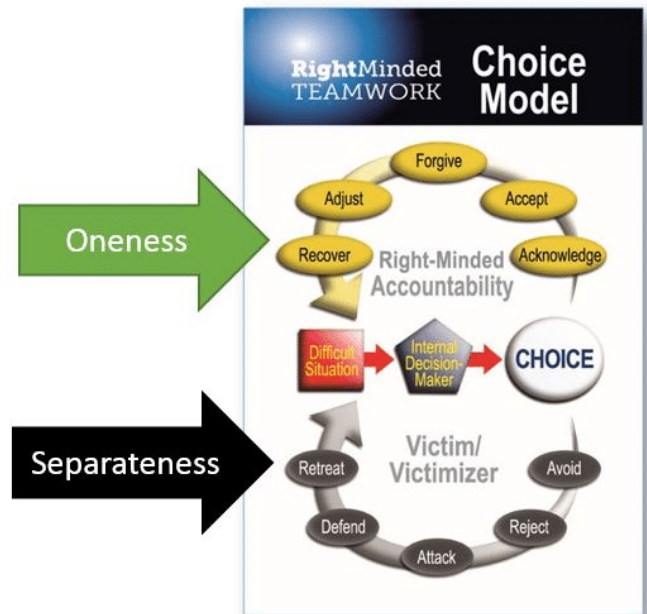 RightMinded
TEAMWORK
Choice
Model
Forgive
Adjust
Accept
Oneness
Recover
Acknowledge
Right-Minded
Accountability
Difficult
Situation
Internal
Decision-
Maker
CHOICE
Separateness
Victim/
Victimizer
Retreat
Avoid
Defend
Reject
Attack